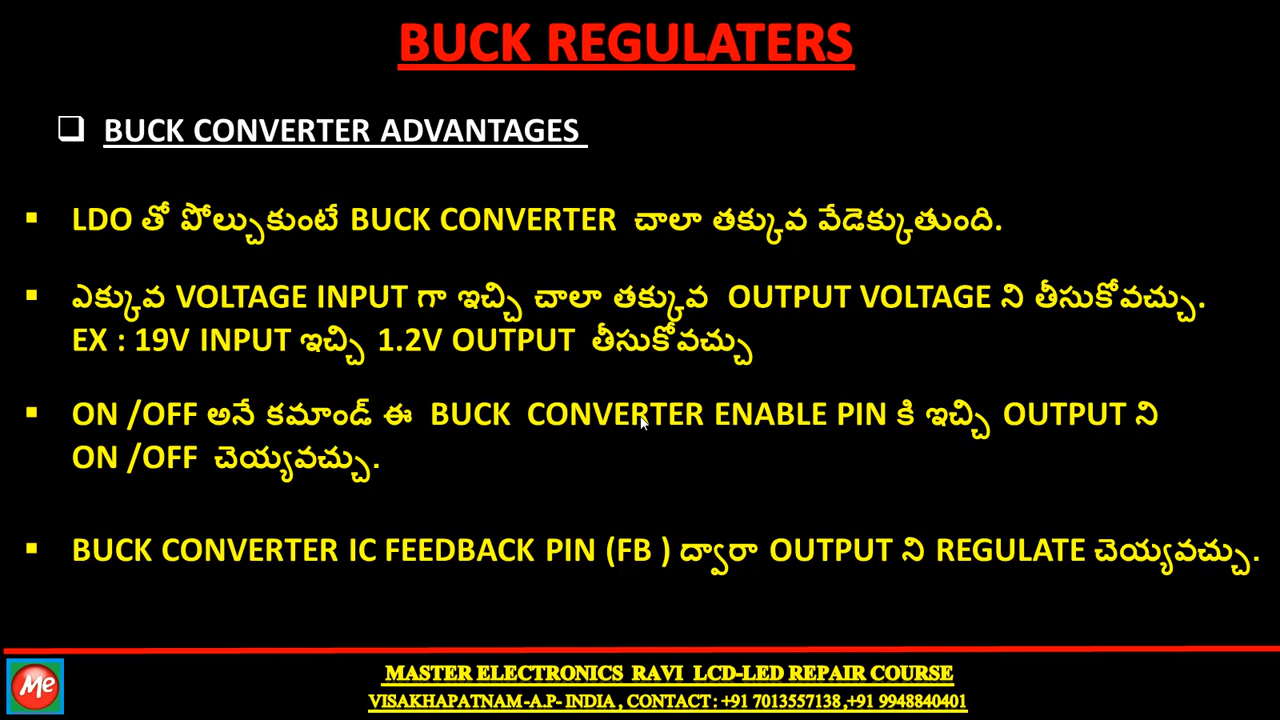 BUCK REGULATERS
BUCK CONVERTER ADVANTAGES
LDO తో పోల్చుకుంటే BUCK CONVERTER చాలా తక్కువ వేడెక్కుతుంది.
ఎక్కువ VOLTAGE INPUT గా ఇచ్చి చాలా తక్కువ OUTPUT VOLTAGE ని తీసుకోవచ్చు.
EX : 19V INPUT ఇచ్చి 1.2V OUTPUT తీసుకోవచ్చు
ON /OFF అనే కమాండ్ ఈ BUCK CONVERTER ENABLE PIN కి ఇచ్చి OUTPUT ని
ON /OFF చెయ్యవచ్చు.
BUCK CONVERTER IC FEEDBACK PIN (FB ) ద్వారా OUTPUT ని REGULATE చెయ్యవచ్చు.
Me
MASTER ELECTRONICS RAVI LCD-LED REPAIR COURSE
VISAKHAPATNAM -A.P- INDIA , CONTACT : +91 7013557138 ,+91 9948840401